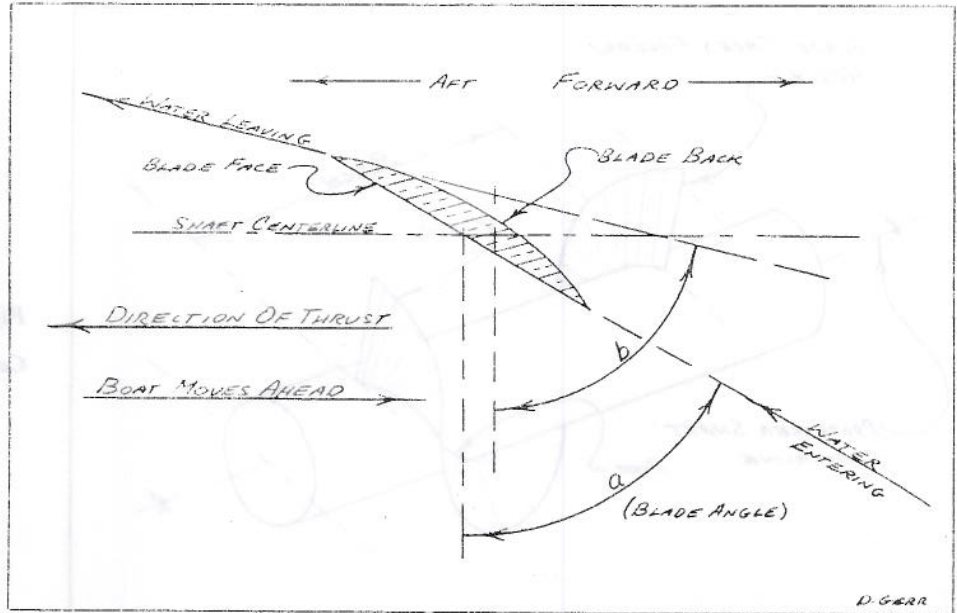 AFT FORWARD
WATER LEAVING
BLADE FACE
BLADE BACK
SHAFT CENTERLINE
DIRECTION OF THRUST
BOAT MOVES AHEAD
b
WATER
ENTERING
a
(BLADE ANGLE)
D. GERR